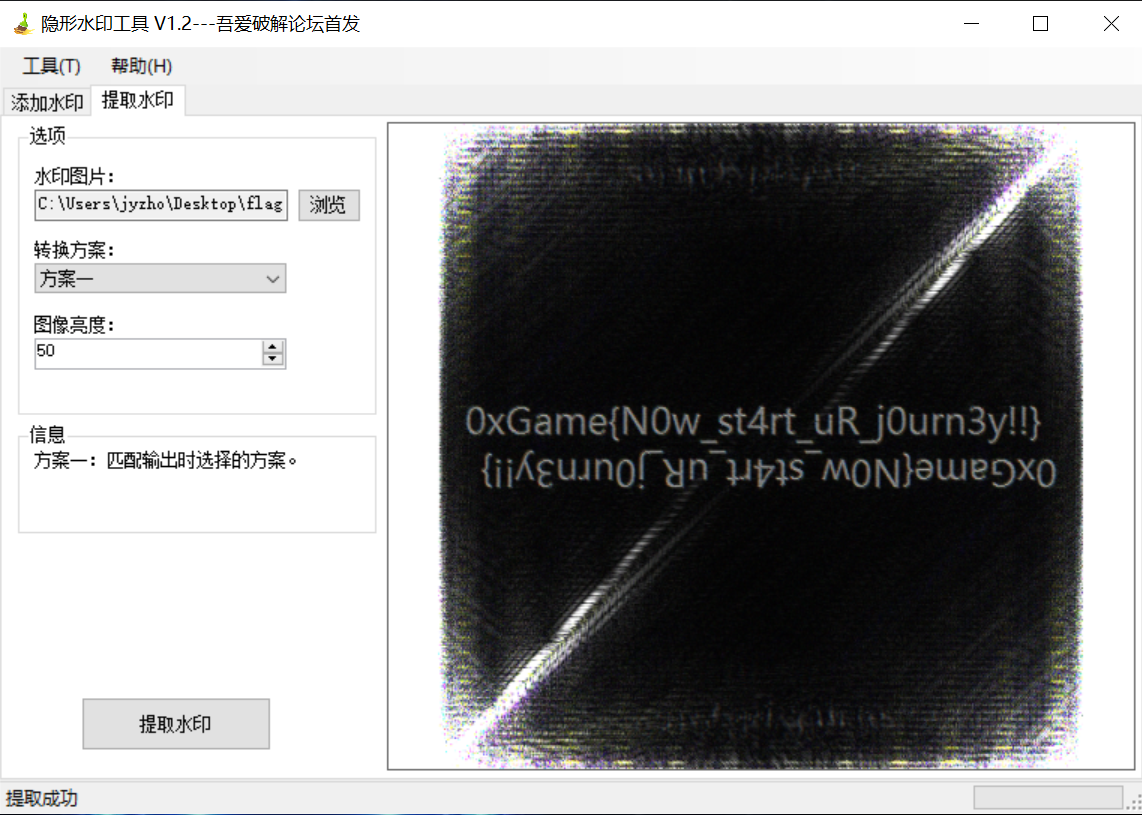 隐形水印工具 V1.2---吾爱破解论坛首发
工具(T) 帮助(H)
添加水印 提取水印
选项
水印图片：
C:\Users\jyzho\Desktop\flag
浏览
转换方案：
方案一
图像亮度：
50
信息
方案一：匹配输出时选择的方案。
提取水印
0xGame{N0w_st4rt_uR_j0urn3y!!}
0xGame{N0w_st4rt_uR_j0urn3y!!}
提取成功